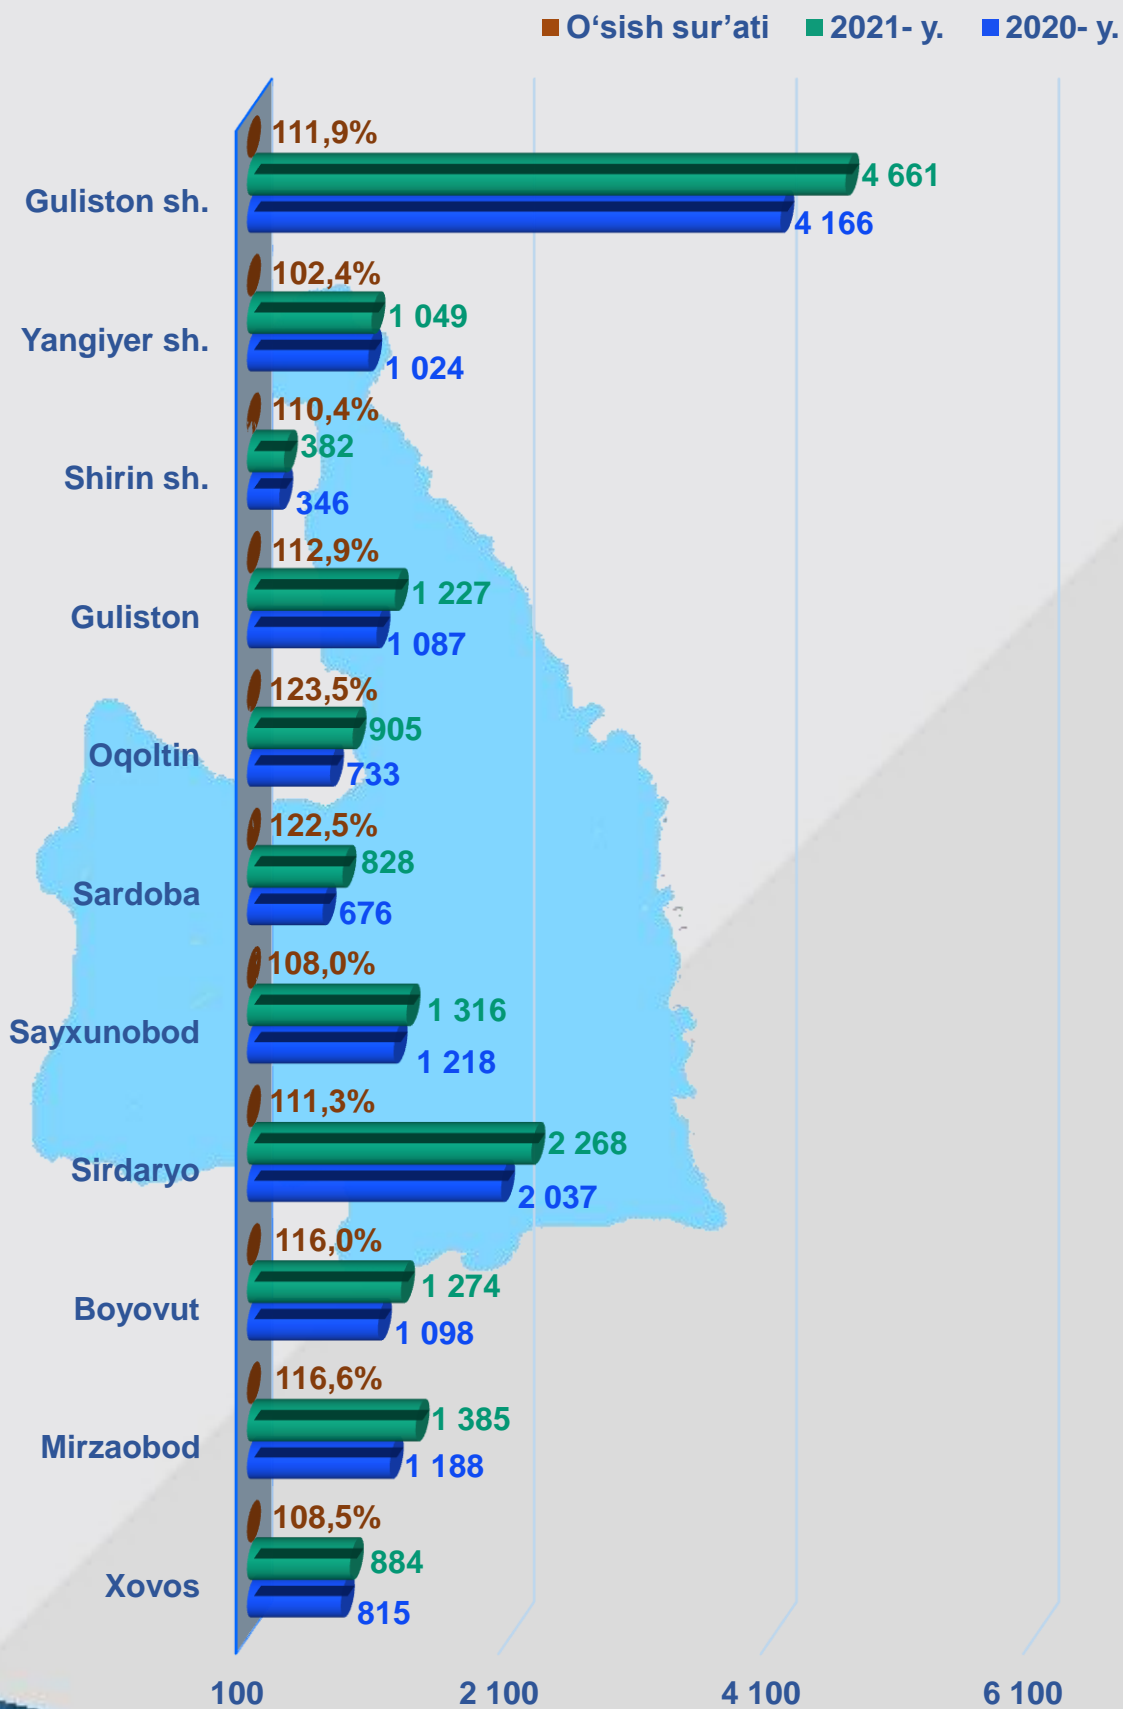 O‘sish sur’ati 2021- y. 2020- y.
111,9%
4 661
Guliston sh.
4 166
102,4%
1 049
Yangiyer sh.
1 024
110,4%
382
Shirin sh.
346
112,9%
1 227
Guliston
1 087
123,5%
905
Oqoltin
733
122,5%
828
Sardoba
676
108,0%
1 316
Sayxunobod
1 218
111,3%
2 268
Sirdaryo
2 037
116,0%
1 274
Boyovut
1 098
116,6%
1 385
Mirzaobod
1 188
108,5%
884
Xovos
815
100 2 100 4 100 6 100